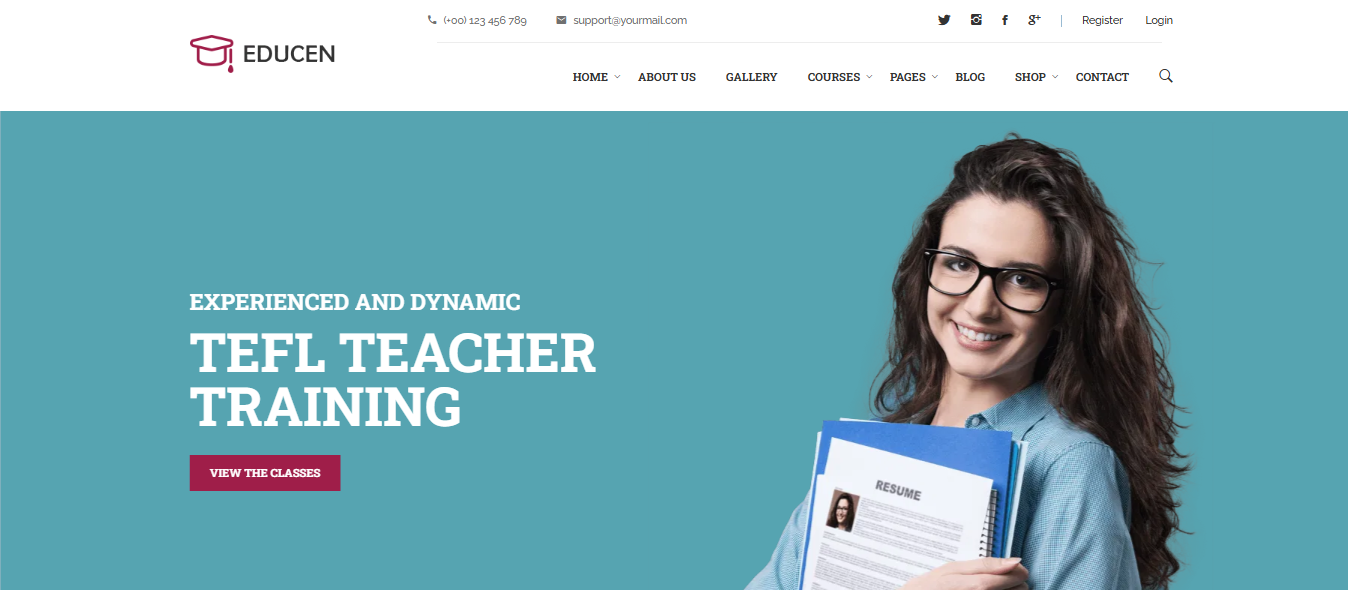 (+00) 123 456 789 support@yourmail.com Register Login
EDUCEN
HOME ABOUT US GALLERY COURSES PAGES BLOG SHOP CONTACT
EXPERIENCED AND DYNAMIC
TEFL TEACHER
TRAINING
VIEW THE CLASSES
RESUME